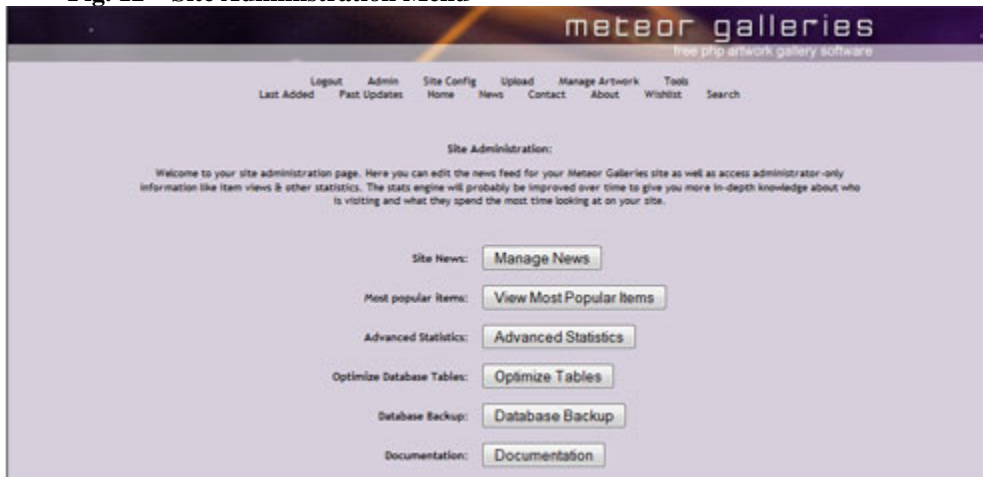 Fig. 22 – Site Administration Menu
meteor galleries
free php artwork gallery software
Logout Admin Site Config Upload Manage Artwork Tools
Last Added Past Updates Home News Contact About Wishlist Search
Site Administration:
Welcome to your site administration page. Here you can edit the news feed for your Meteor Galleries site as well as access administrator-only
information like item views & other statistics. The stats engine will probably be improved over time to give you more in-depth knowledge about who
is visiting and what they spend the most time looking at on your site.
Site News: Manage News
Most popular items: View Most Popular Items
Advanced Statistics: Advanced Statistics
Optimize Database Tables: Optimize Tables
Database Backup: Database Backup
Documentation: Documentation